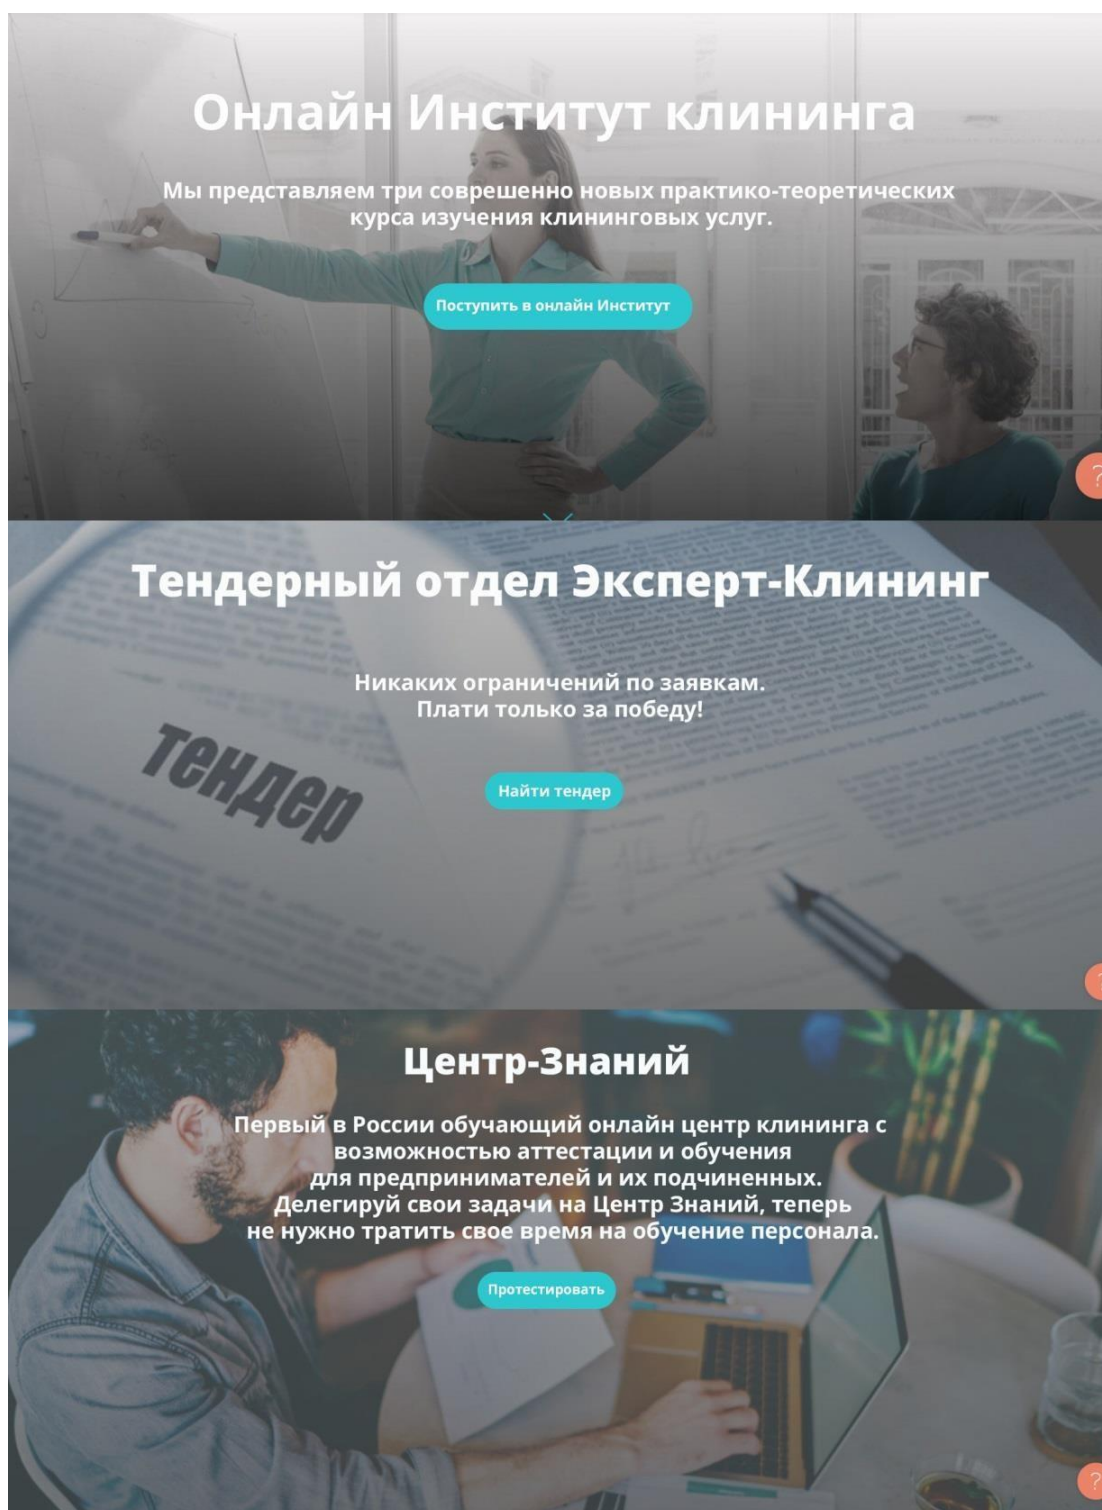 Онлайн Институт клининга
Мы представляем три соврешенно новых практико-теоретических
курса изучения клининговых услуг.
Поступить в онлайн Институт
?
Тендерный отдел Эксперт-Клининг
Никаких ограничений по заявкам.
Плати только за победу!
тендер
Найти тендер
?
Центр-Знаний
Первый в России обучающий онлайн центр клининга с
возможностью аттестации и обучения
для предпринимателей и их подчиненных.
Делегируй свои задачи на Центр Знаний, теперь
не нужно тратить свое время на обучение персонала.
Протестировать
?